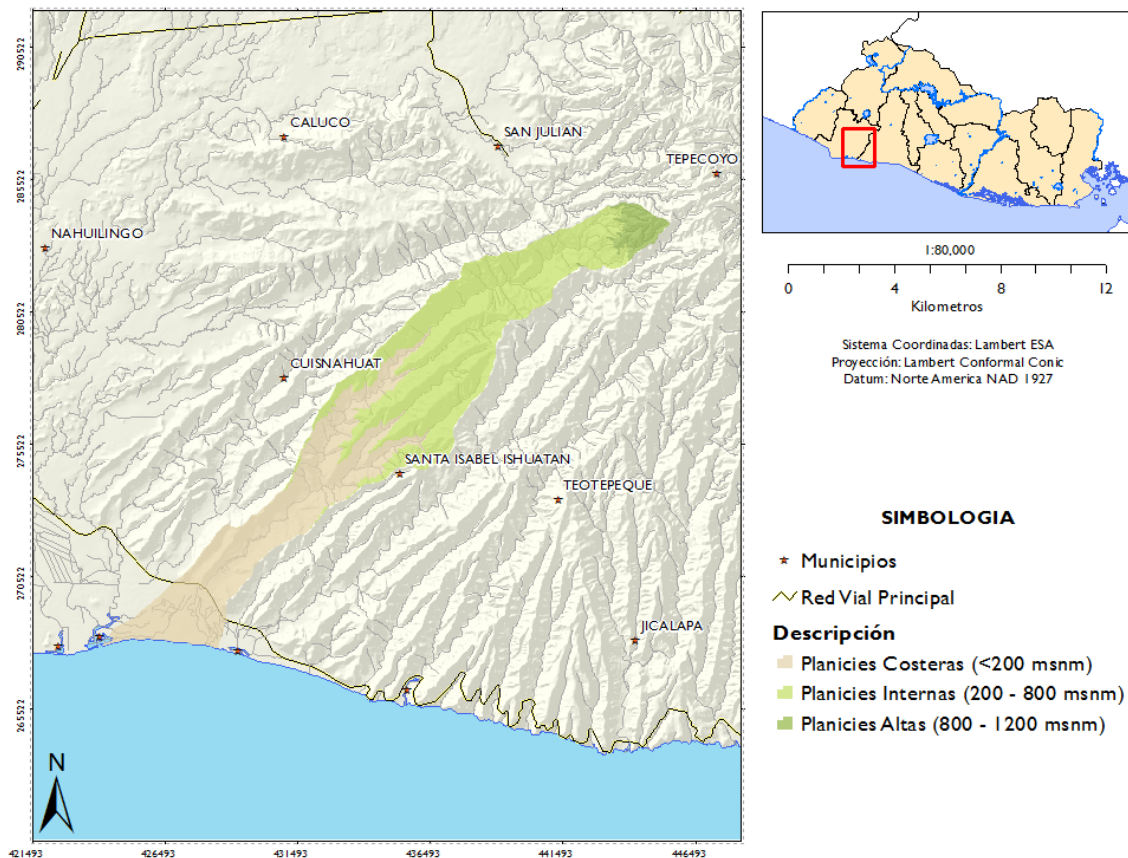 CALUCO
SAN JULIAN
TEPECOYO
NAHUILINGO
CUISNAHUAT
SANTA ISABEL ISHUATAN
TEOTEPEQUE
JICALAPA
N
290522
285522
280522
275522
270522
265522
421493
426493
431493
436493
441493
446493
1:80,000
0 4 8 12
Kilometros
Sistema Coordinadas: Lambert ESA
Proyección: Lambert Conformal Conic
Datum: Norte America NAD 1927
SIMBOLOGIA
Municipios
Red Vial Principal
Descripción
Planicies Costeras (<200 msnm)
Planicies Internas (200 - 800 msnm)
Planicies Altas (800 - 1200 msnm)